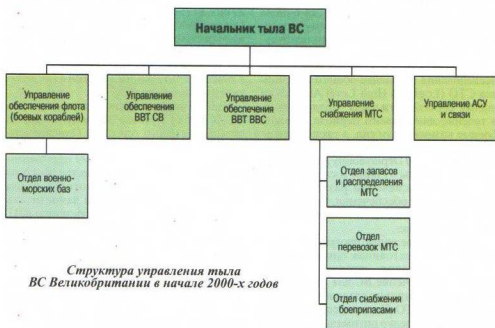 Начальник тыла ВС
Управление
обеспечения флота
(боевых кораблей)
Управление
обеспечения
ВВТ СВ
Управление
обеспечения
ВВТ ВВС
Управление
снабжения МТС
Управление АСУ
и связи
Отдел военно-
морских баз
Отдел запасов
и распределения
МТС
Отдел
перевозок МТС
Отдел снабжения
боеприпасами
Структура управления тыла
ВС Великобритании в начале 2000-х годов